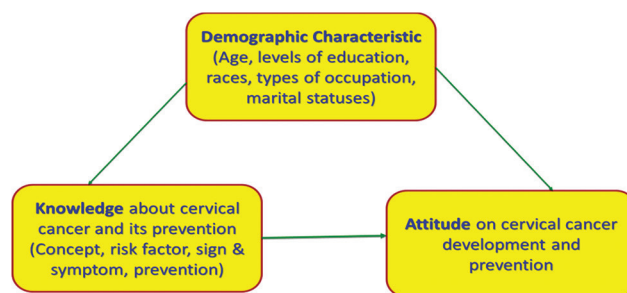 Demographic Characteristic
(Age, levels of education,
races, types of occupation,
marital statuses)
Knowledge about cervical
cancer and its prevention
(Concept, risk factor, sign &
symptom, prevention)
Attitude on cervical cancer
development and
prevention